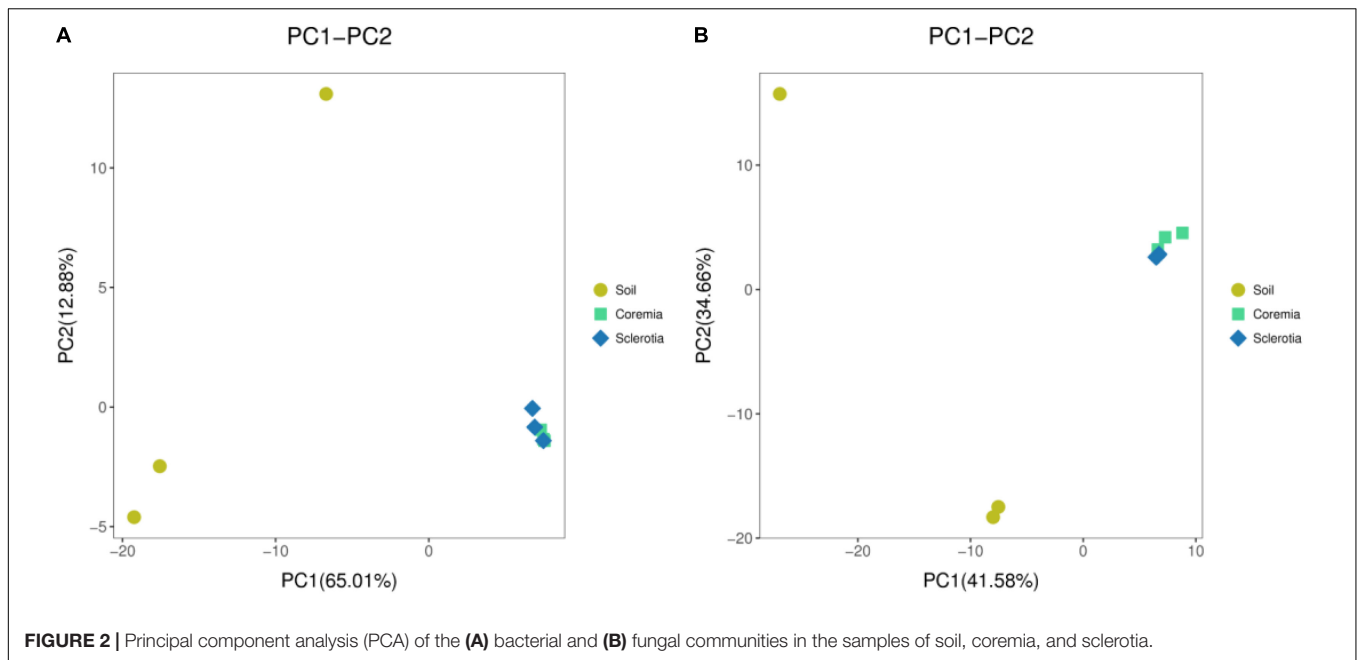 A
PC1–PC2
PC2(12.88%)
10
5
0
−5
−20
−10
0
PC1(65.01%)
Soil
Coremia
Sclerotia
B
PC1–PC2
PC2(34.66%)
10
0
−10
−20
−20
−10
0
10
PC1(41.58%)
Soil
Coremia
Sclerotia
FIGURE 2 | Principal component analysis (PCA) of the (A) bacterial and (B) fungal communities in the samples of soil, coremia, and sclerotia.